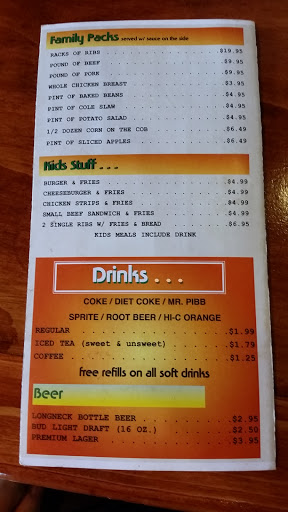 Family Packs served w/ sauce on the side
RACKS OF RIBS . . . . . . . . . . . . . . . . . $19.95
POUND OF BEEF . . . . . . . . . . . . . . . . . $9.95
POUND OF PORK . . . . . . . . . . . . . . . . . $9.95
WHOLE CHICKEN BREAST . . . . . . . . . . . . $3.95
PINT OF BAKED BEANS . . . . . . . . . . . . . $4.95
PINT OF COLE SLAW . . . . . . . . . . . . . . $4.95
PINT OF POTATO SALAD . . . . . . . . . . . . $4.95
1/2 DOZEN CORN ON THE COB . . . . . . . . . $6.49
PINT OF SLICED APPLES . . . . . . . . . . . . $6.49
Kids Stuff . . .
BURGER & FRIES . . . . . . . . . . . . . . . . $4.99
CHEESEBURGER & FRIES . . . . . . . . . . . . $4.99
CHICKEN STRIPS & FRIES . . . . . . . . . . . $4.99
SMALL BEEF SANDWICH & FRIES . . . . . . . . $4.99
2 SINGLE RIBS W/ FRIES & BREAD . . . . . . . $6.95
KIDS MEALS INCLUDE DRINK
Drinks . . .
COKE / DIET COKE / MR. PIBB
SPRITE / ROOT BEER / HI-C ORANGE
REGULAR . . . . . . . . . . . . . . . . . . $1.99
ICED TEA (sweet & unsweet) . . . . . . . . $1.79
COFFEE . . . . . . . . . . . . . . . . . . . $1.25
free refills on all soft drinks
Beer
LONGNECK BOTTLE BEER . . . . . . . . . . . $2.95
BUD LIGHT DRAFT (16 OZ.) . . . . . . . . . $2.50
PREMIUM LAGER . . . . . . . . . . . . . . . $3.95